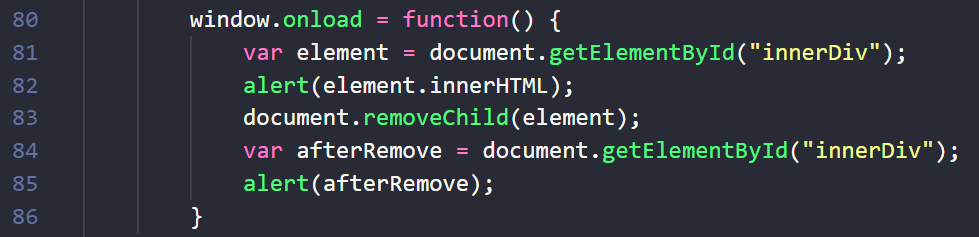 80 window.onload = function() {
81 var element = document.getElementById("innerDiv");
82 alert(element.innerHTML);
83 document.removeChild(element);
84 var afterRemove = document.getElementById("innerDiv");
85 alert(afterRemove);
86 }